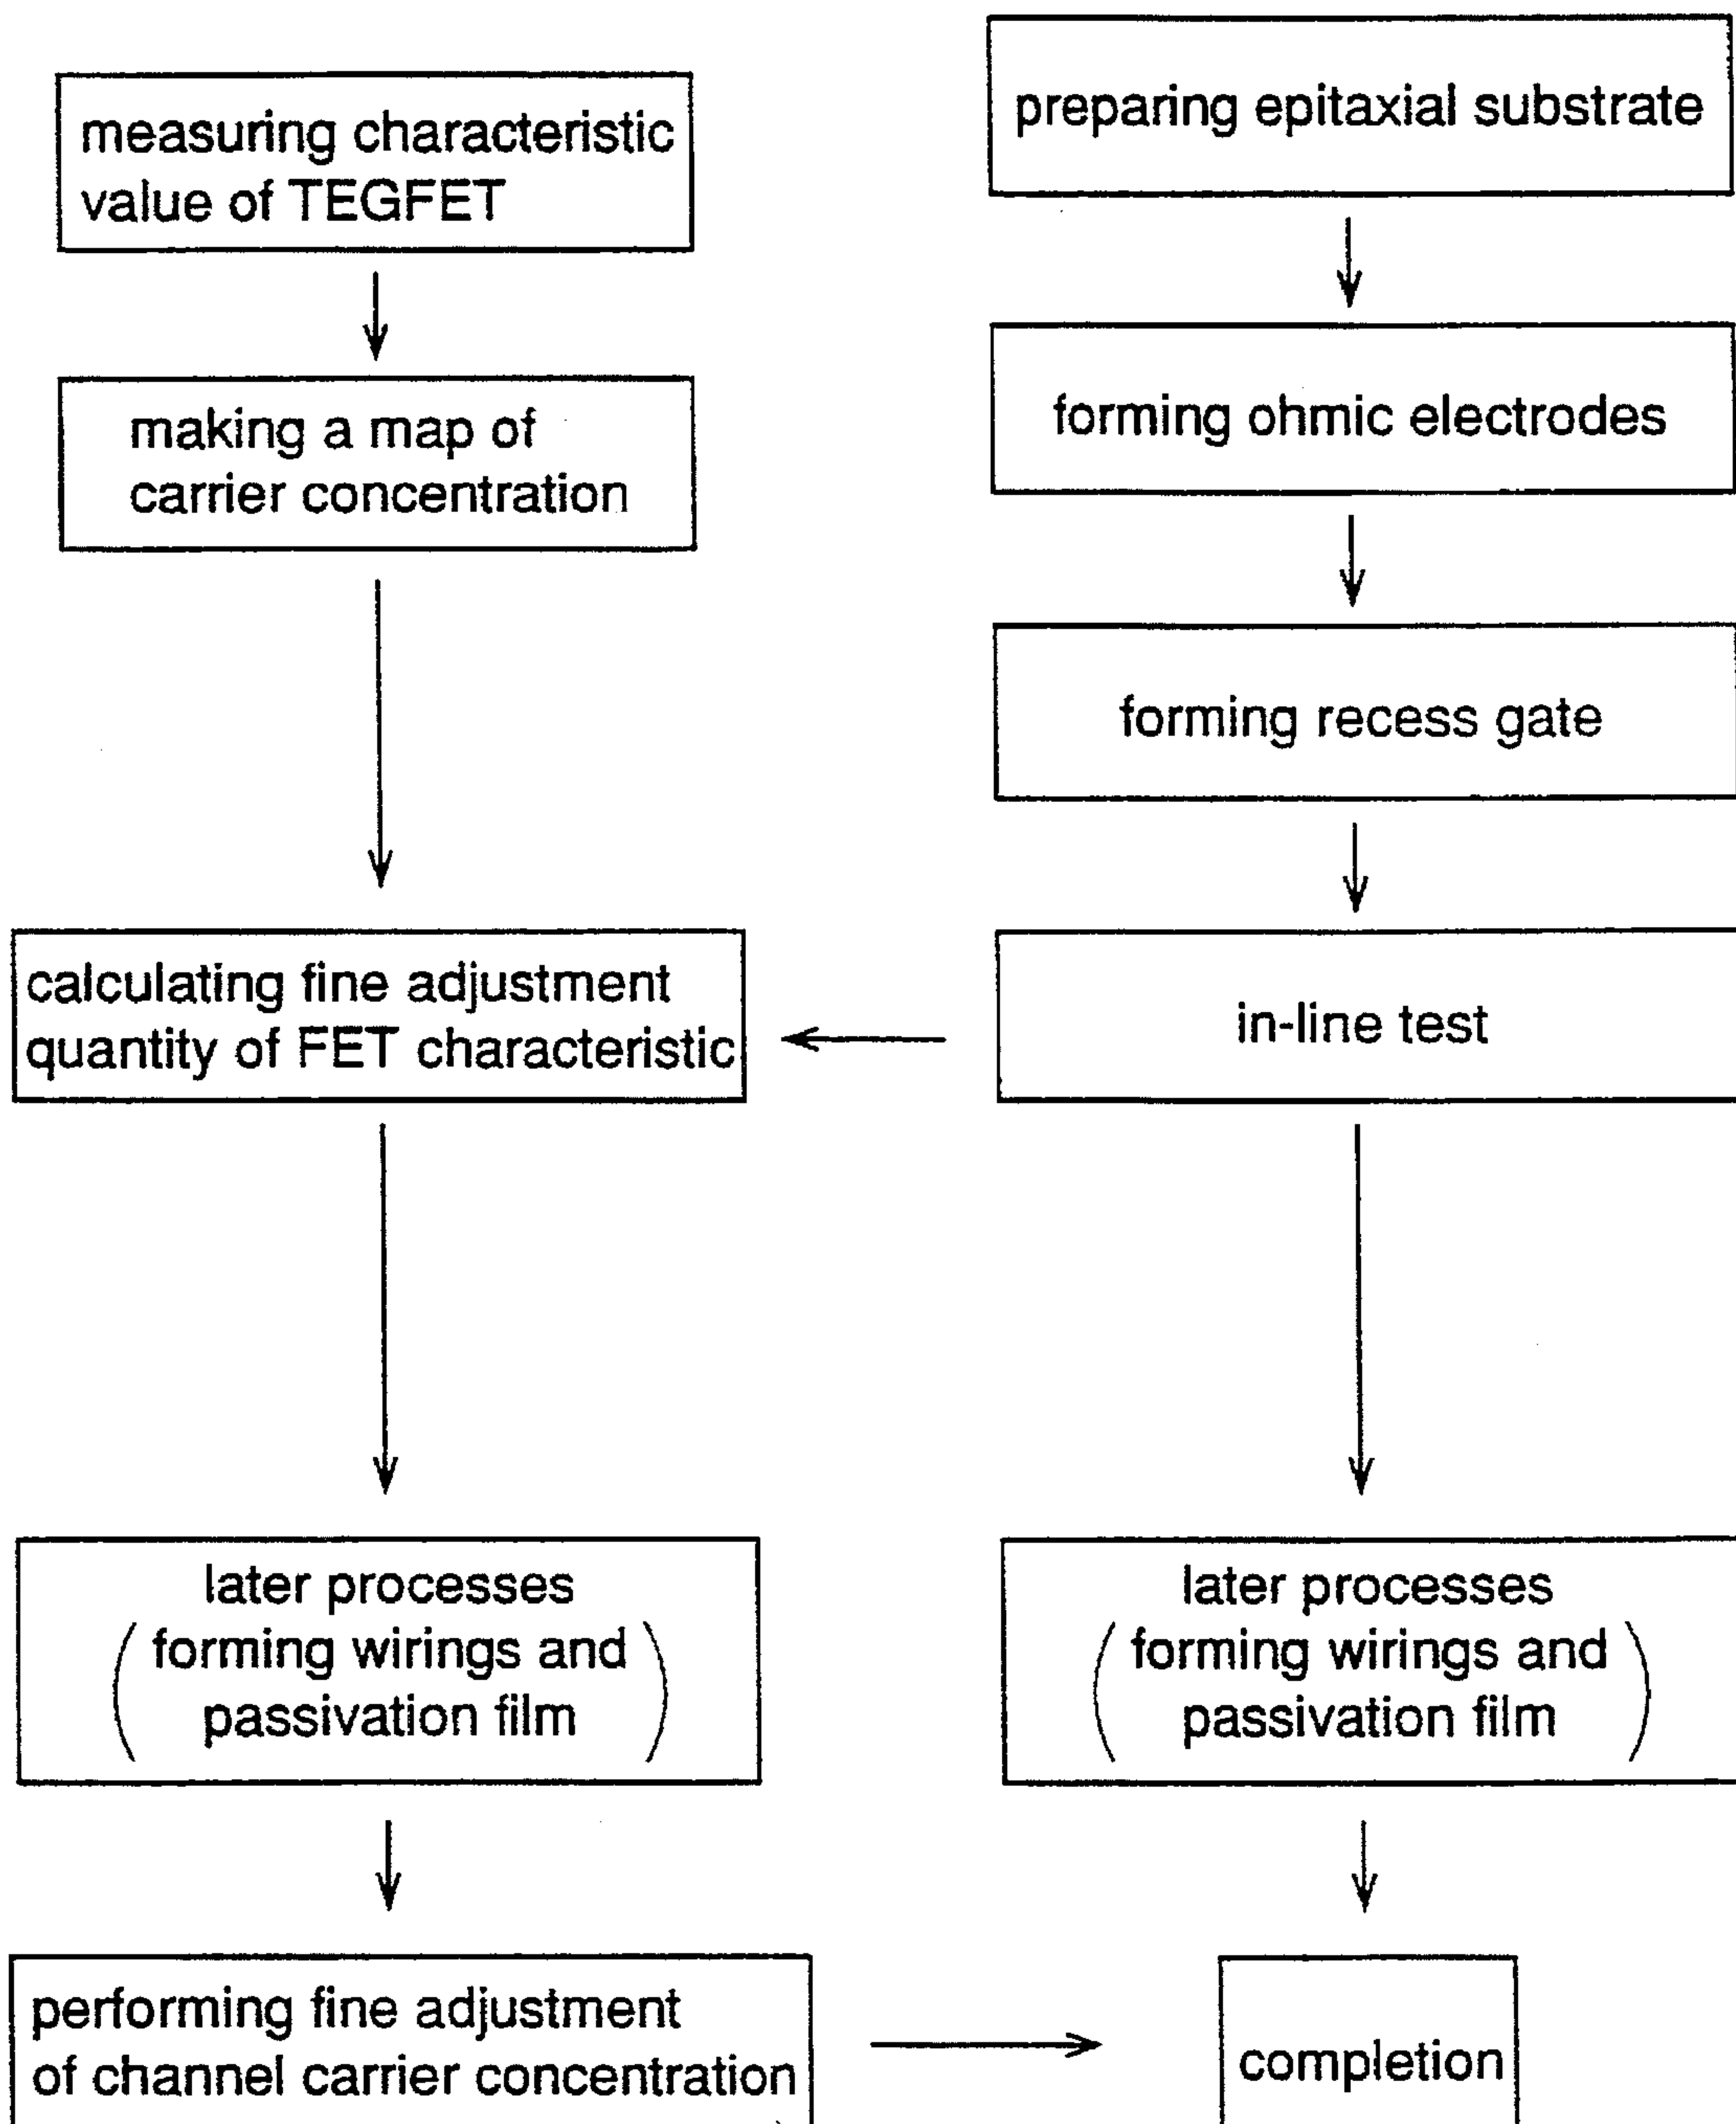 measuring characteristic
value of TEGFET
making a map of
carrier concentration
calculating fine adjustment
quantity of FET characteristic
later processes
( forming wirings and
passivation film )
performing fine adjustment
of channel carrier concentration
preparing epitaxial substrate
forming ohmic electrodes
forming recess gate
in-line test
later processes
( forming wirings and
passivation film )
completion